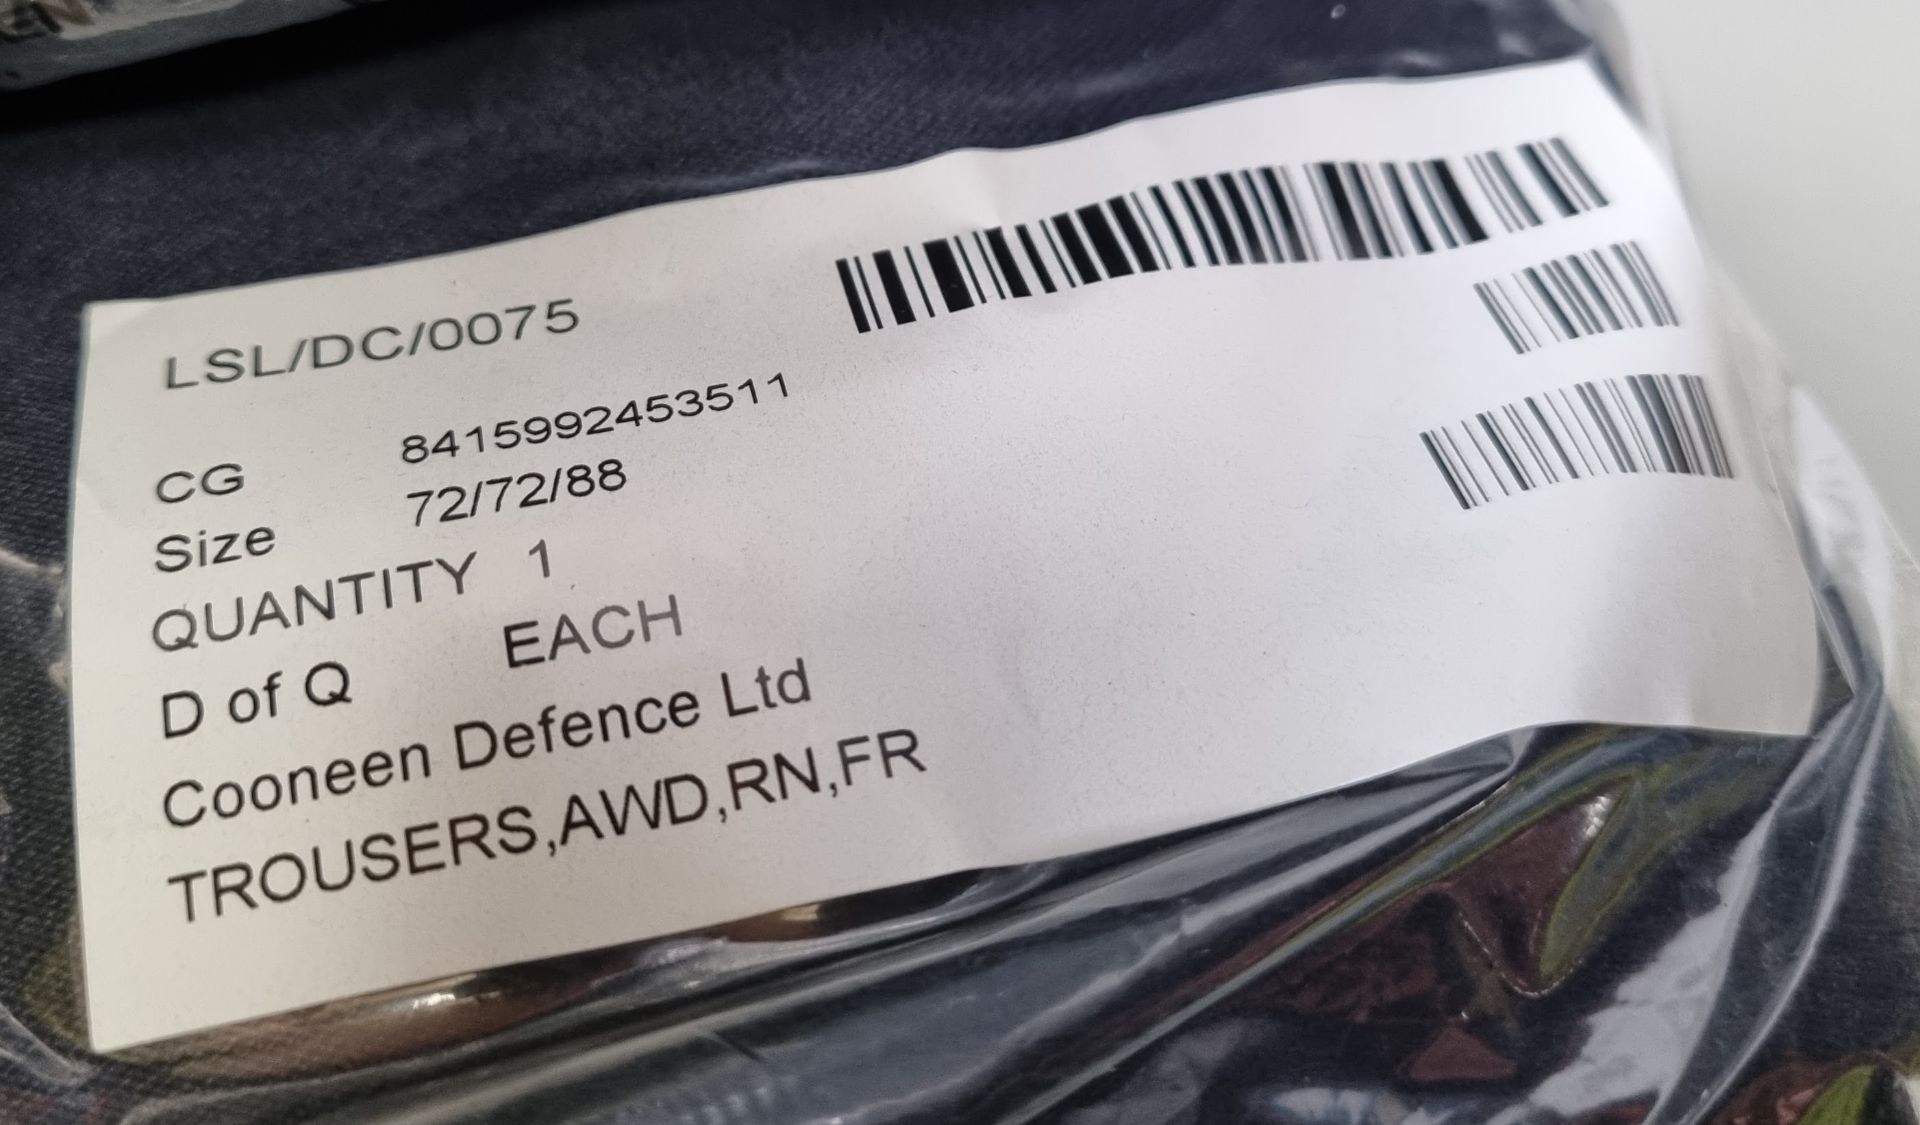 LSL/DC/0075
CG 8415992453511
Size 72/72/88
QUANTITY 1
D of Q EACH
Cooneen Defence Ltd
TROUSERS,AWD,RN,FR